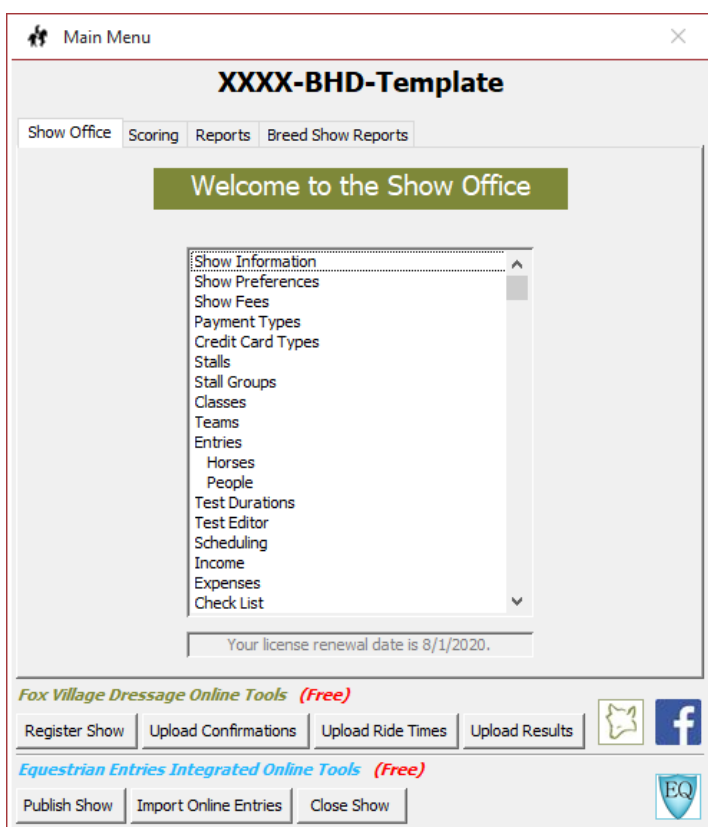 Main Menu
XXXX-BHD-Template
Show Office Scoring Reports Breed Show Reports
Welcome to the Show Office
Show Information
Show Preferences
Show Fees
Payment Types
Credit Card Types
Stalls
Stall Groups
Classes
Teams
Entries
Horses
People
Test Durations
Test Editor
Scheduling
Income
Expenses
Check List
Your license renewal date is 8/1/2020.
Fox Village Dressage Online Tools (Free)
Register Show Upload Confirmations Upload Ride Times Upload Results f
Equestrian Entries Integrated Online Tools (Free)
Publish Show Import Online Entries Close Show EQ